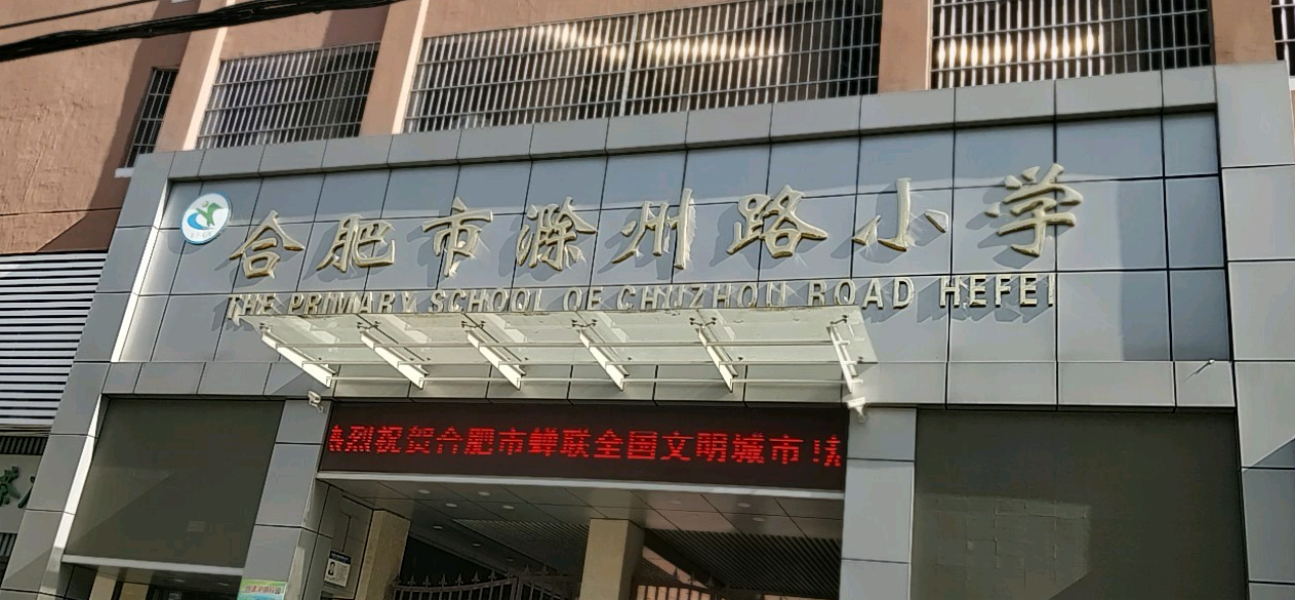 合肥市滁州路小学
THE PRIMARY SCHOOL OF CHUZHOU ROAD HEFEI
热烈祝贺合肥市蝉联全国文明城市!热